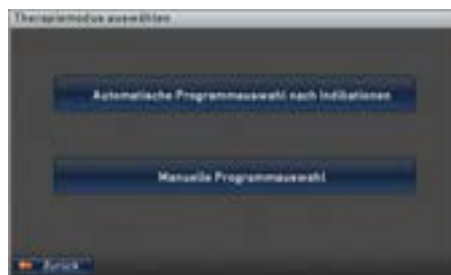 Therapiemodus auswählen
Automatische Programmauswahl nach Indikationen
Manuelle Programmauswahl
Zurück